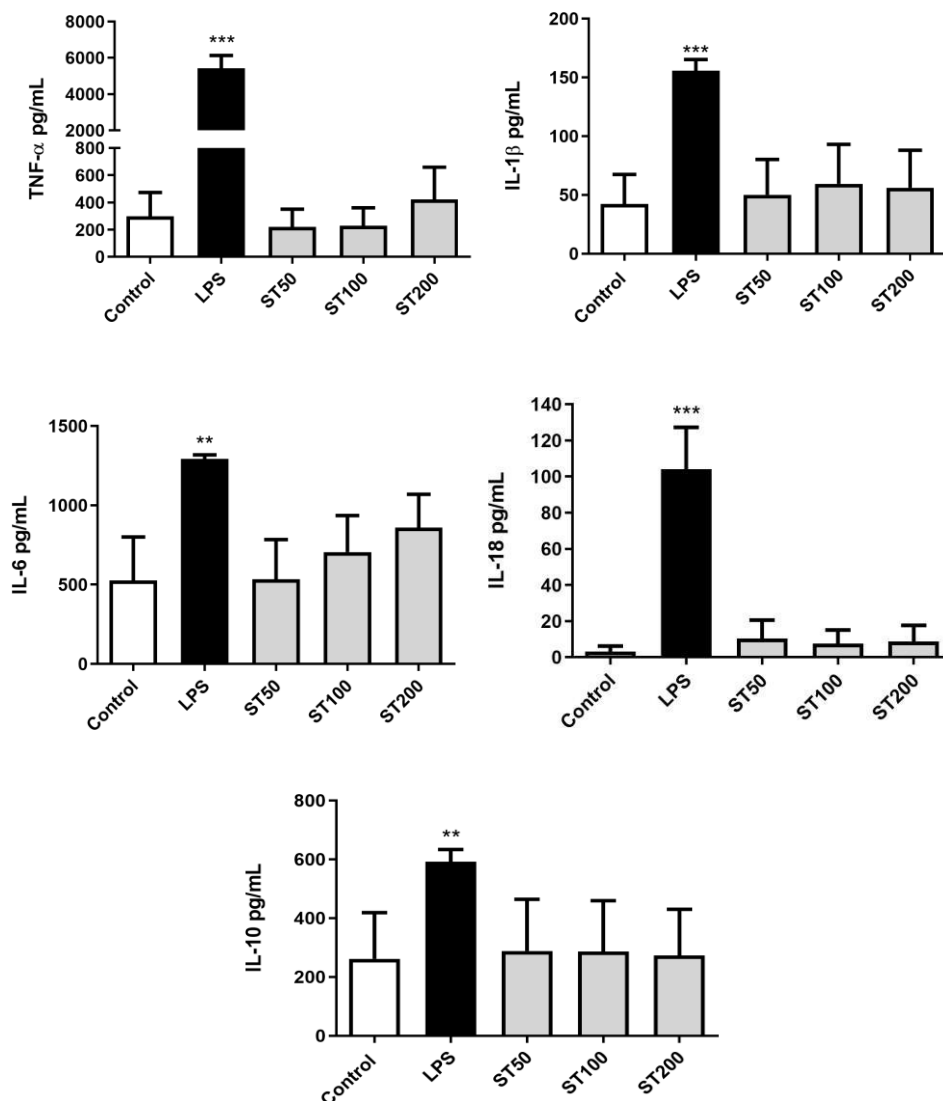 TNF-α pg/mL
8000
6000
4000
2000
800
600
400
200
0
***
Control
LPS
ST50
ST100
ST200
IL-1β pg/mL
200
150
100
50
0
***
Control
LPS
ST50
ST100
ST200
IL-6 pg/mL
1500
1000
500
0
**
Control
LPS
ST50
ST100
ST200
IL-18 pg/mL
140
120
100
80
60
40
20
0
***
Control
LPS
ST50
ST100
ST200
IL-10 pg/mL
800
600
400
200
0
**
Control
LPS
ST50
ST100
ST200